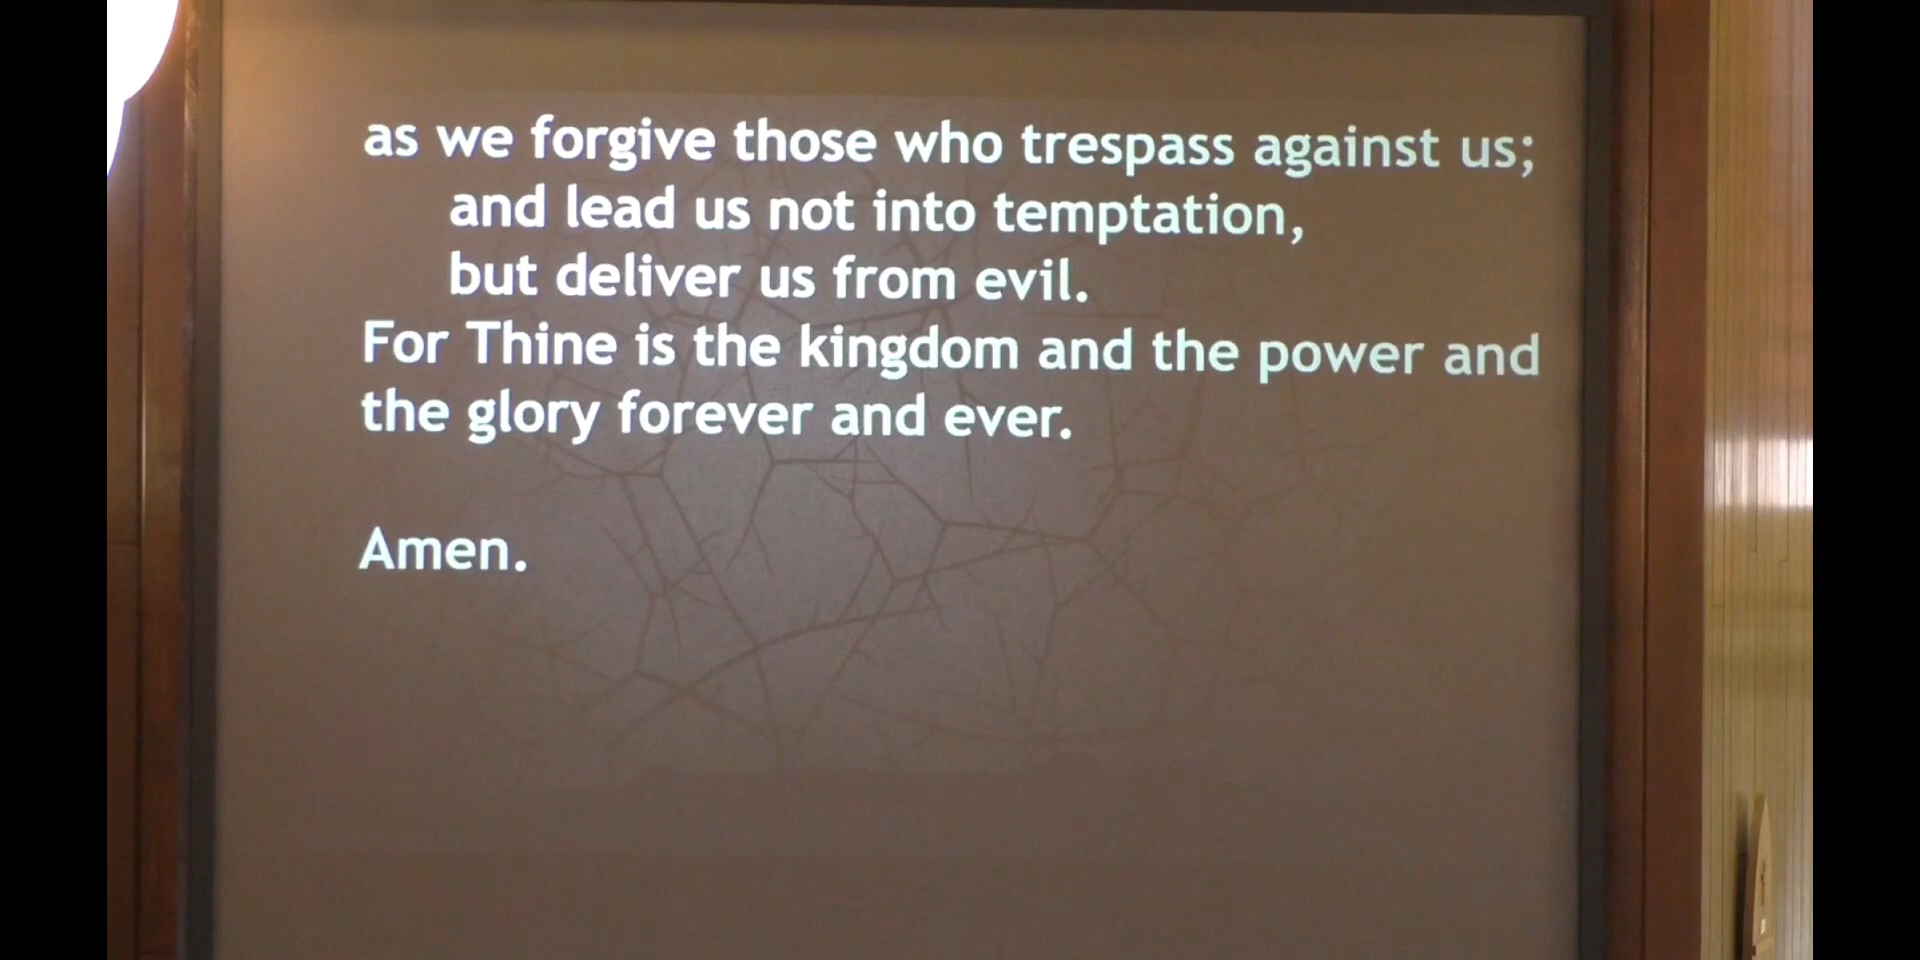 as we forgive those who trespass against us;
and lead us not into temptation,
but deliver us from evil.
For Thine is the kingdom and the power and
the glory forever and ever.
Amen.